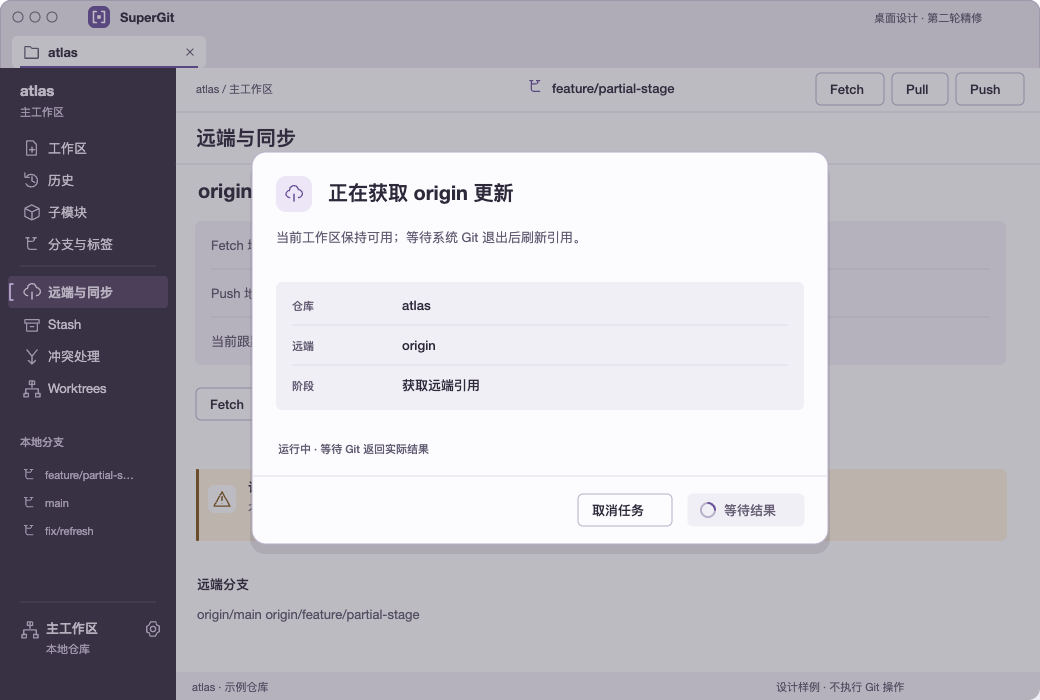 SuperGit
桌面设计 · 第二轮精修
atlas
atlas
主工作区
工作区
历史
子模块
分支与标签
远端与同步
Stash
冲突处理
Worktrees
本地分支
feature/partial-s...
main
fix/refresh
主工作区
本地仓库
atlas / 主工作区
feature/partial-stage
Fetch
Pull
Push
远端与同步
origin
Fetch
Push
当前跟
Fetch
正在获取 origin 更新
当前工作区保持可用；等待系统 Git 退出后刷新引用。
仓库 atlas
远端 origin
阶段 获取远端引用
运行中 · 等待 Git 返回实际结果
取消任务
等待结果
远端分支
origin/main origin/feature/partial-stage
atlas · 示例仓库
设计样例 · 不执行 Git 操作